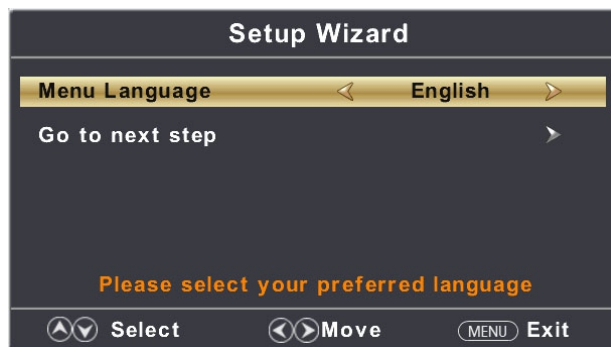 Setup Wizard
Menu Language English
Go to next step
Please select your preferred language
Select Move MENU Exit